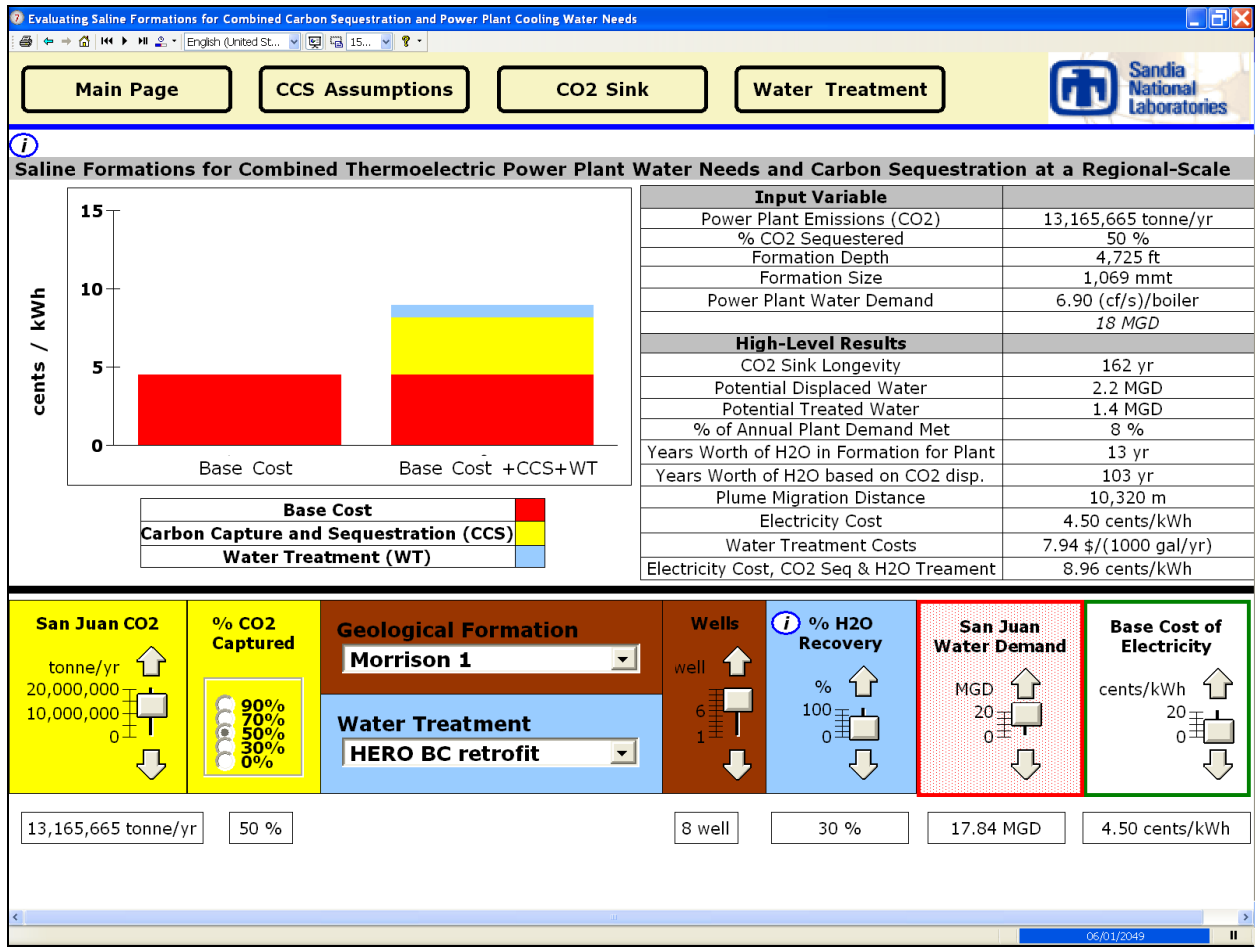 Evaluating Saline Formations for Combined Carbon Sequestration and Power Plant Cooling Water Needs
English (United St... 15...
Main Page CCS Assumptions CO2 Sink Water Treatment
Sandia
National
Laboratories
i
Saline Formations for Combined Thermoelectric Power Plant Water Needs and Carbon Sequestration at a Regional-Scale
15
10
5
0
cents / kWh
Base Cost Base Cost +CCS+WT
Base Cost
Carbon Capture and Sequestration (CCS)
Water Treatment (WT)
Input Variable
Power Plant Emissions (CO2) 13,165,665 tonne/yr
% CO2 Sequestered 50 %
Formation Depth 4,725 ft
Formation Size 1,069 mmt
Power Plant Water Demand 6.90 (cf/s)/boiler
18 MGD
High-Level Results
CO2 Sink Longevity 162 yr
Potential Displaced Water 2.2 MGD
Potential Treated Water 1.4 MGD
% of Annual Plant Demand Met 8 %
Years Worth of H2O in Formation for Plant 13 yr
Years Worth of H2O based on CO2 disp. 103 yr
Plume Migration Distance 10,320 m
Electricity Cost 4.50 cents/kWh
Water Treatment Costs 7.94 $/(1000 gal/yr)
Electricity Cost, CO2 Seq & H2O Treament 8.96 cents/kWh
San Juan CO2
tonne/yr
20,000,000
10,000,000
0
% CO2
Captured
90%
70%
50%
30%
0%
Geological Formation
Morrison 1
Water Treatment
HERO BC retrofit
Wells
well
6
1
i % H2O
Recovery
%
100
0
San Juan
Water Demand
MGD
20
0
Base Cost of
Electricity
cents/kWh
20
0
13,165,665 tonne/yr 50 % 8 well 30 % 17.84 MGD 4.50 cents/kWh
06/01/2049